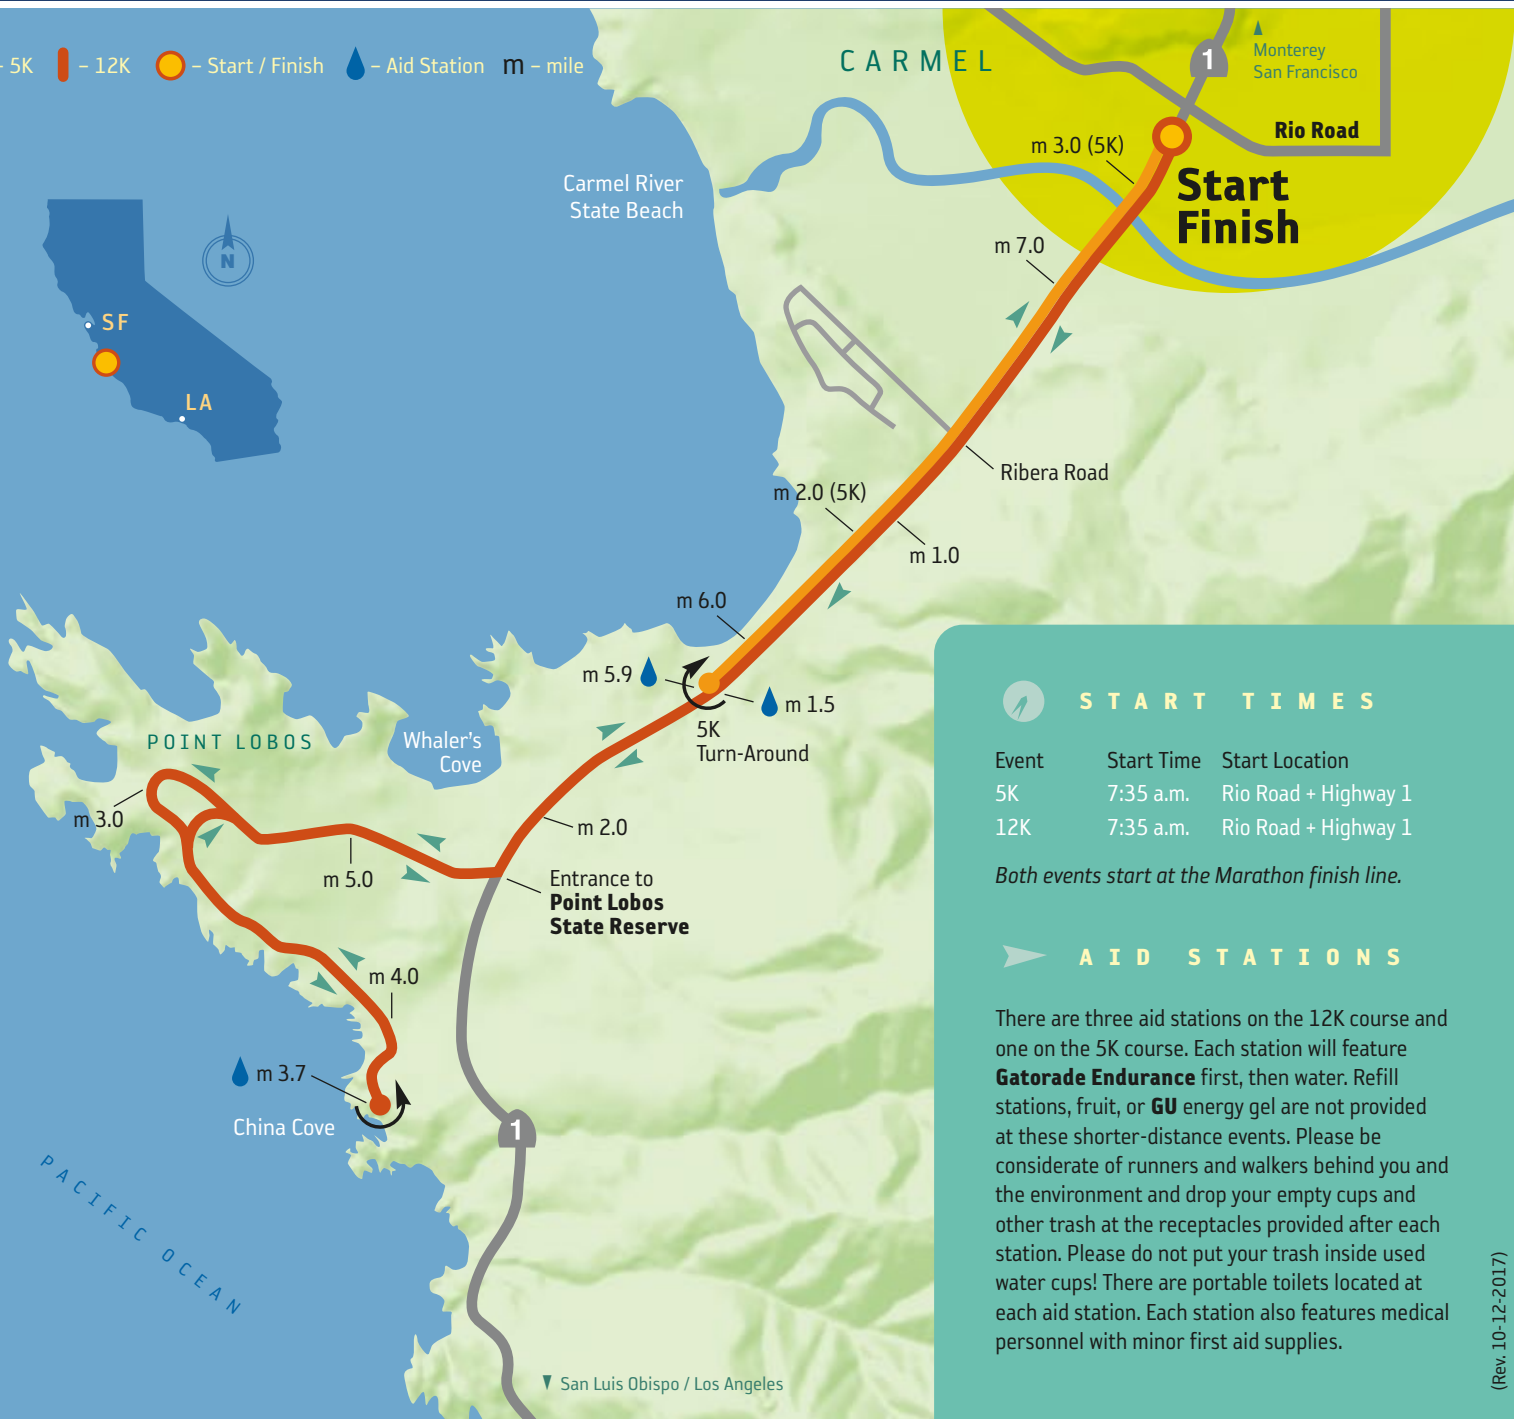 - 5K
- 12K
- Start / Finish
- Aid Station
m - mile
CARMEL
1
Monterey
San Francisco
Rio Road
m 3.0 (5K)
Start
Finish
Carmel River
State Beach
N
SF
LA
m 7.0
Ribera Road
m 2.0 (5K)
m 1.0
m 6.0
m 5.9
m 1.5
5K
Turn-Around
POINT LOBOS
Whaler's
Cove
m 3.0
m 2.0
m 5.0
Entrance to
Point Lobos
State Reserve
m 4.0
m 3.7
China Cove
1
PACIFIC OCEAN
San Luis Obispo / Los Angeles
START TIMES
Event Start Time Start Location
5K 7:35 a.m. Rio Road + Highway 1
12K 7:35 a.m. Rio Road + Highway 1
Both events start at the Marathon finish line.
AID STATIONS
There are three aid stations on the 12K course and
one on the 5K course. Each station will feature
Gatorade Endurance first, then water. Refill
stations, fruit, or GU energy gel are not provided
at these shorter-distance events. Please be
considerate of runners and walkers behind you and
the environment and drop your empty cups and
other trash at the receptacles provided after each
station. Please do not put your trash inside used
water cups! There are portable toilets located at
each aid station. Each station also features medical
personnel with minor first aid supplies.
(Rev. 10-12-2017)